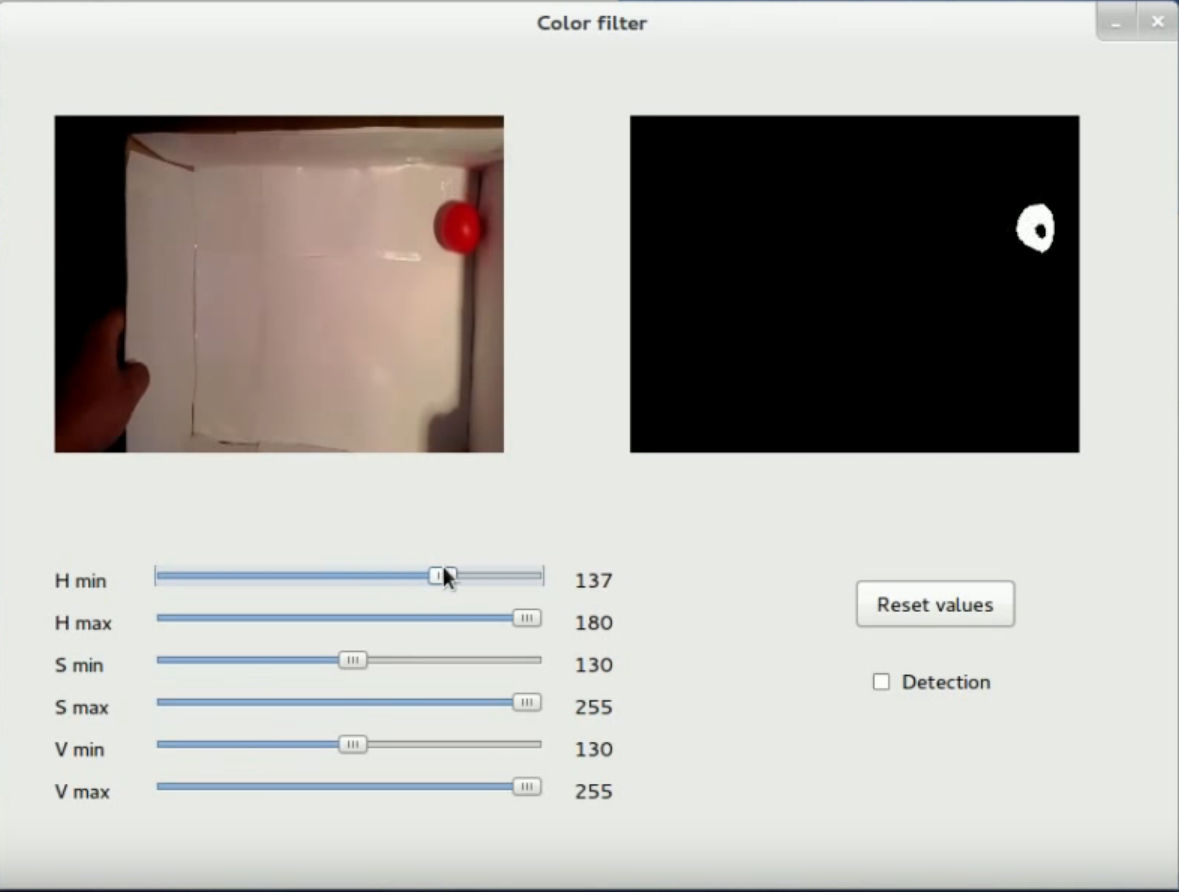 Color filter
H min 137
H max 180
S min 130
S max 255
V min 130
V max 255
Reset values
Detection